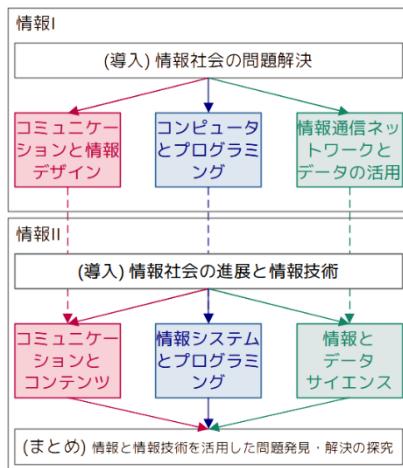 情報I
(導入) 情報社会の問題解決
コミュニケー
ションと情報
デザイン
コンピュータ
とプログラミ
ング
情報通信ネッ
トワークと
データの活用
情報II
(導入) 情報社会の進展と情報技術
コミュニケー
ションと
コンテンツ
情報システム
とプログラミ
ング
情報と
データ
サイエンス
(まとめ) 情報と情報技術を活用した問題発見・解決の探究